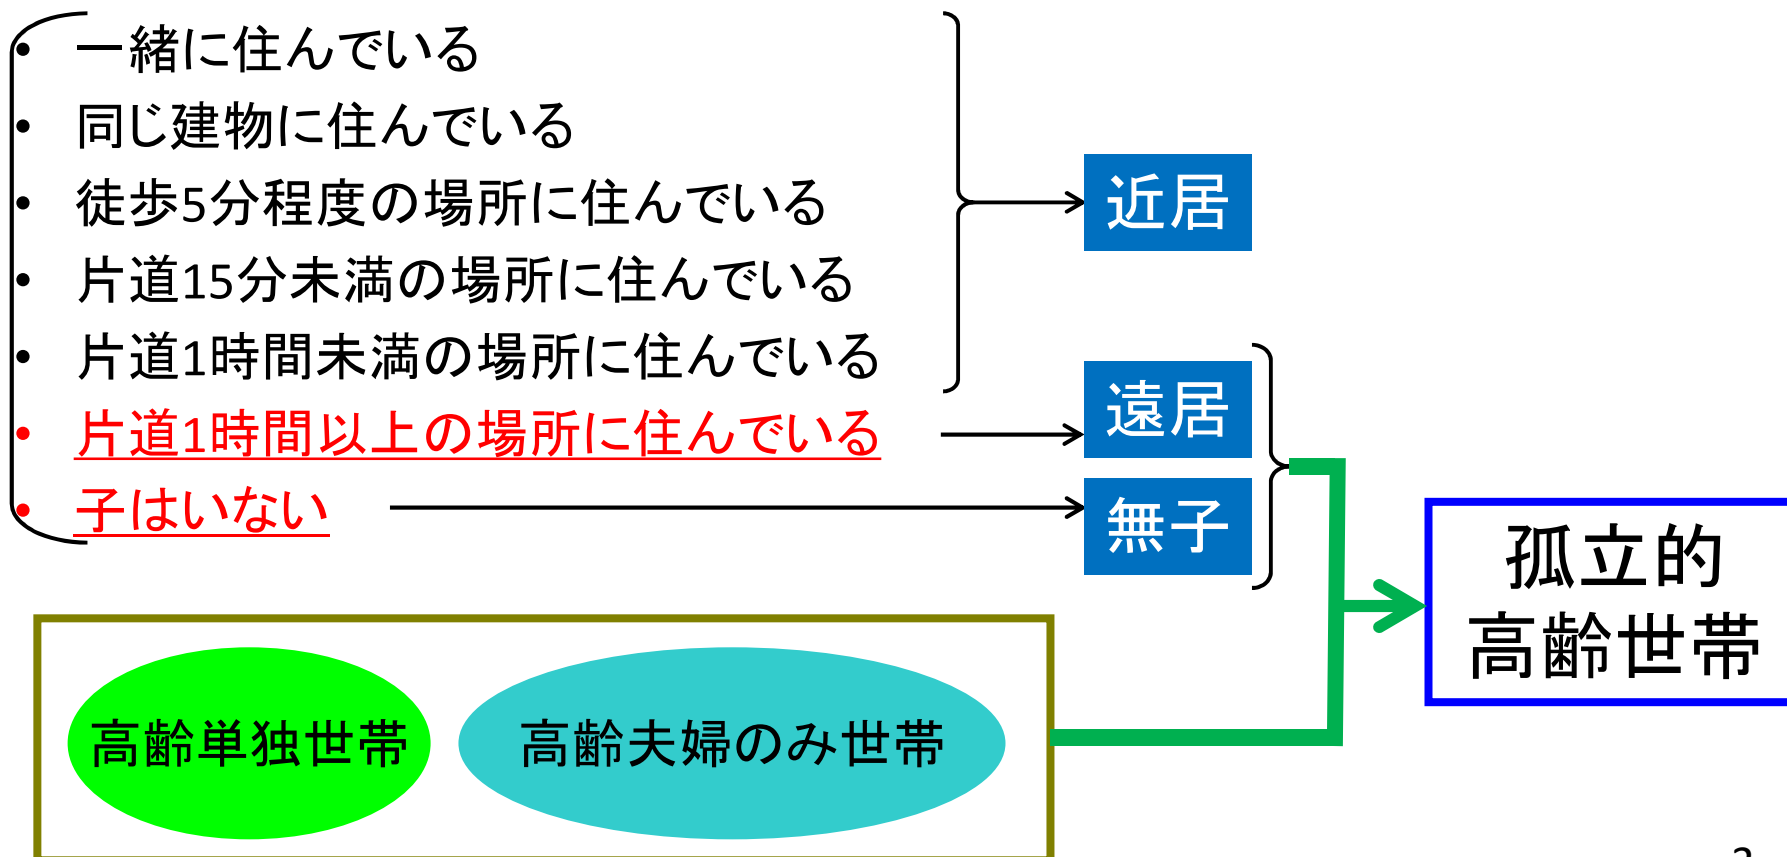 • 一緒に住んでいる
• 同じ建物に住んでいる
• 徒歩5分程度の場所に住んでいる
• 片道15分未満の場所に住んでいる
• 片道1時間未満の場所に住んでいる
• 片道1時間以上の場所に住んでいる
• 子はいない
近居
遠居
無子
孤立的
高齢世帯
高齢単独世帯
高齢夫婦のみ世帯